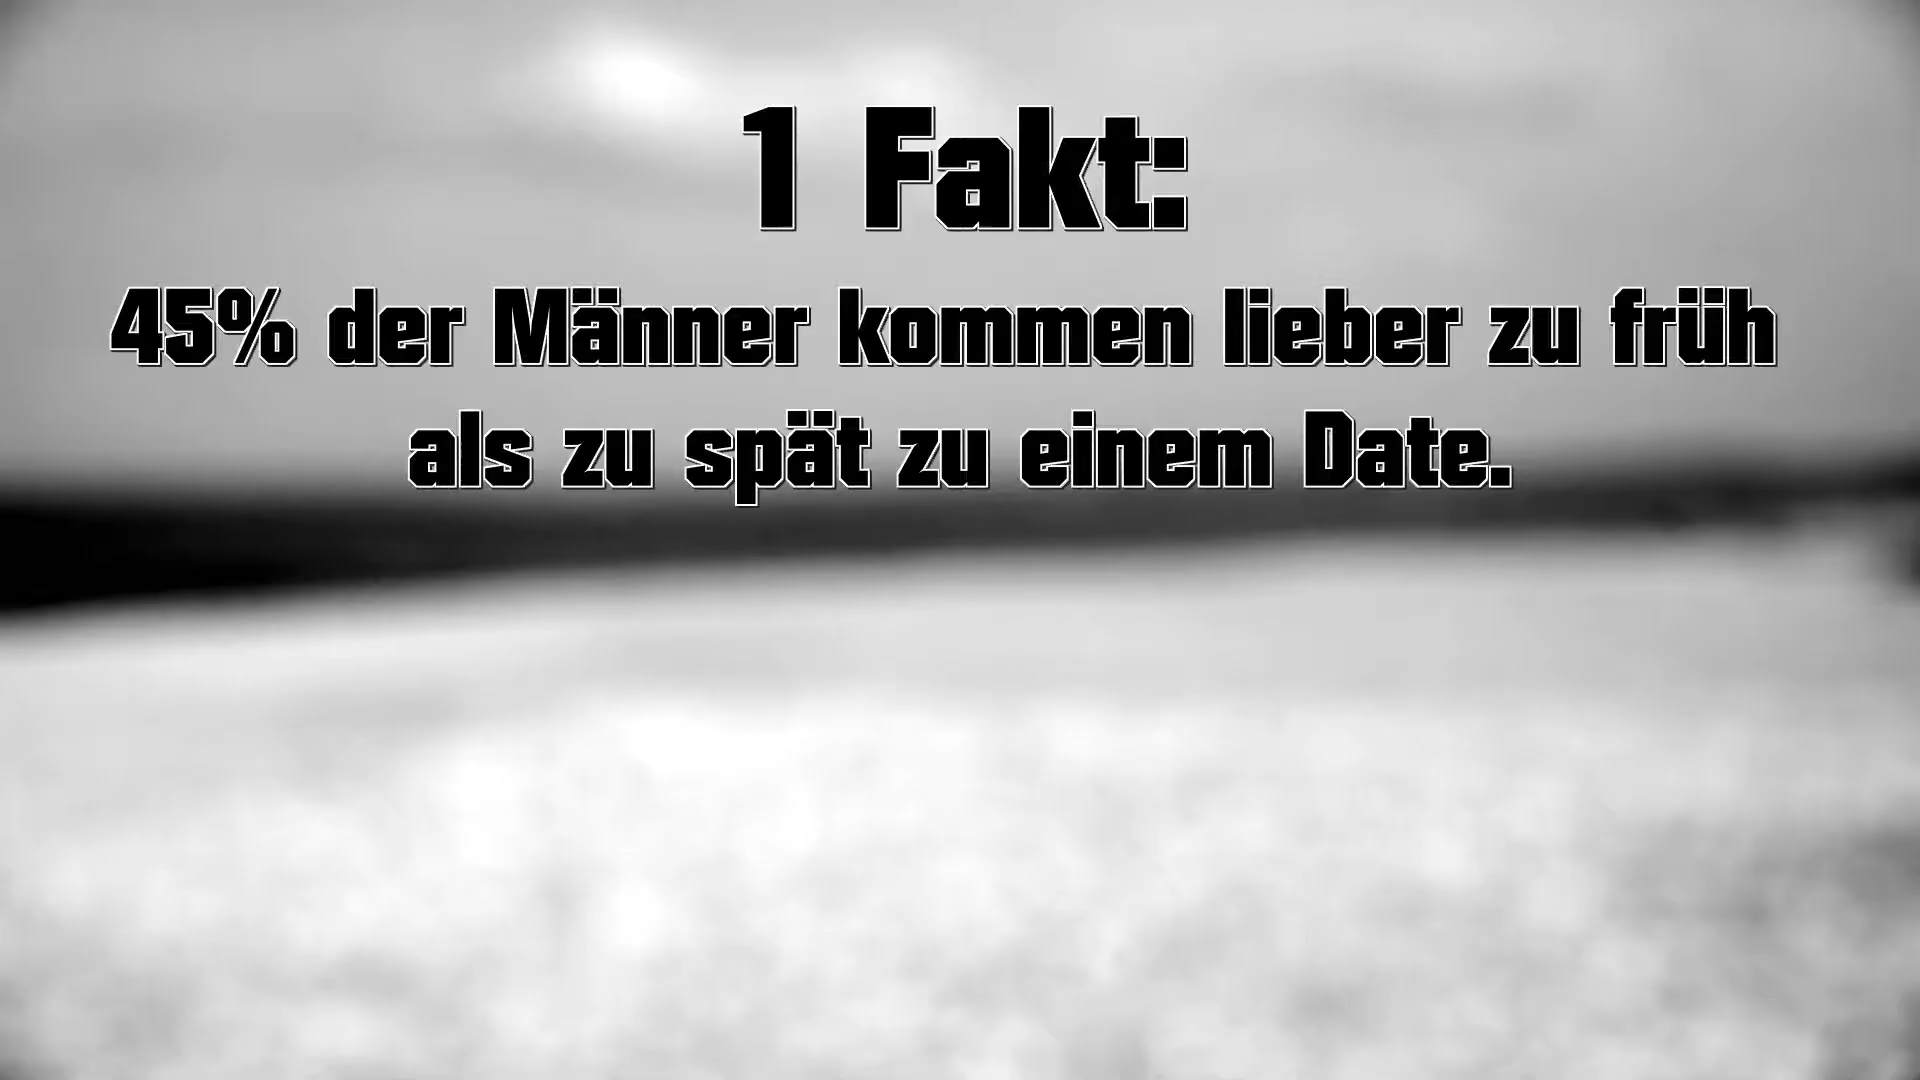 1 Fakt:
45% der Männer kommen lieber zu früh
als zu spät zu einem Date.